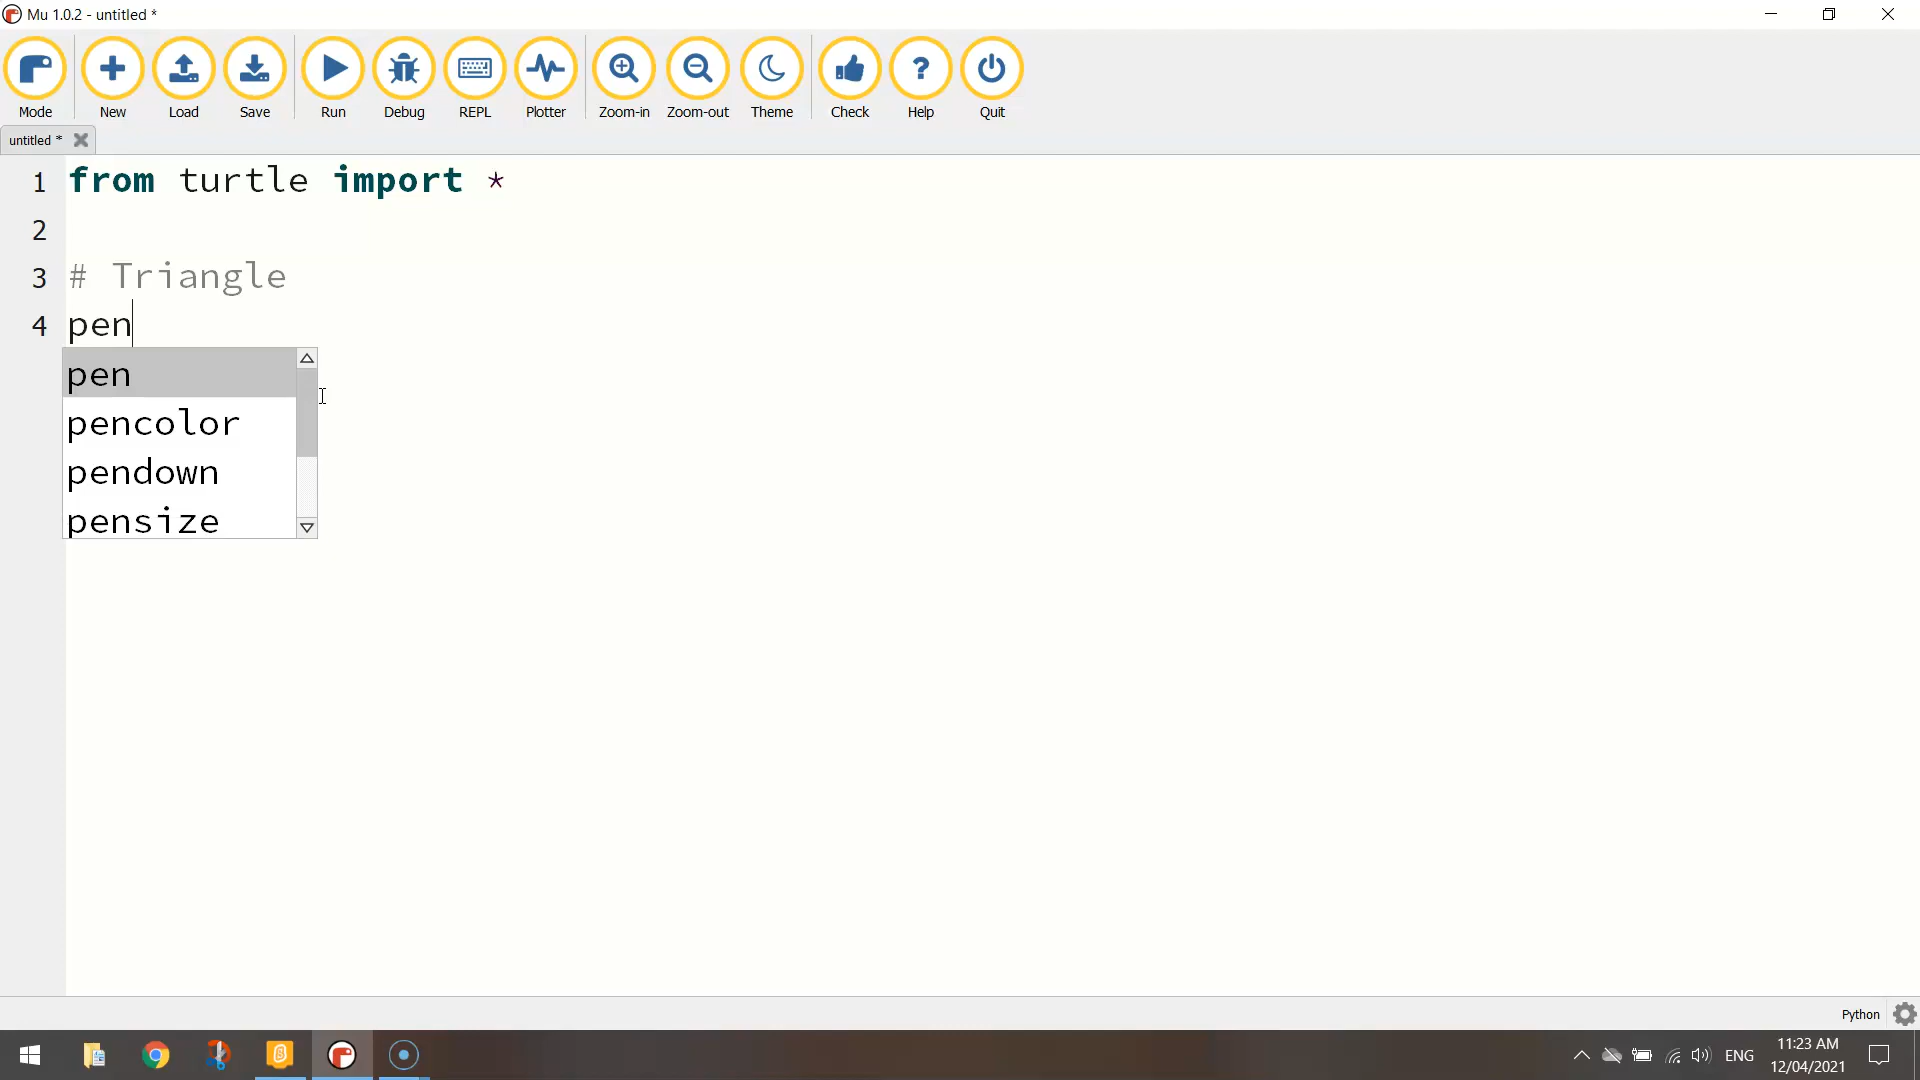 Mu 1.0.2 - untitled *
Mode New Load Save Run Debug REPL Plotter Zoom-in Zoom-out Theme Check Help Quit
untitled *
1 from turtle import *
2
3 # Triangle
4 pen
pen
pencolor
pendown
pensize
Python
ENG
11:23 AM
12/04/2021